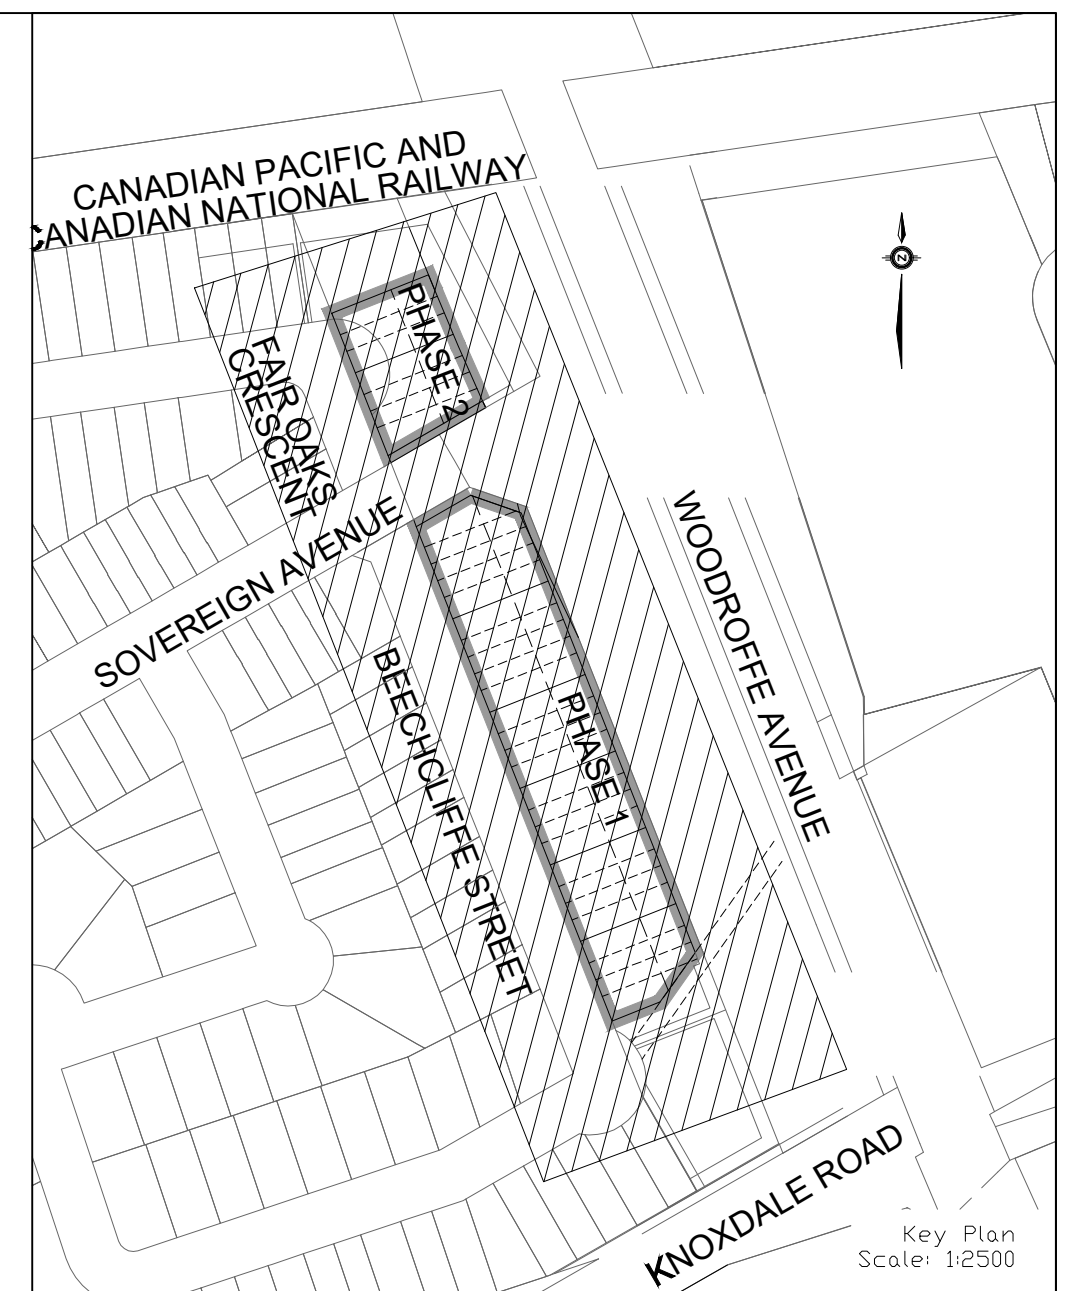 CANADIAN PACIFIC AND
CANADIAN NATIONAL RAILWAY
N
PHASE 2
FAIR OAKS
CRESCENT
SOVEREIGN AVENUE
WOODROFFE AVENUE
BEECHCLIFFE STREET
PHASE 1
KNOXDALE ROAD
Key Plan
Scale: 1:2500